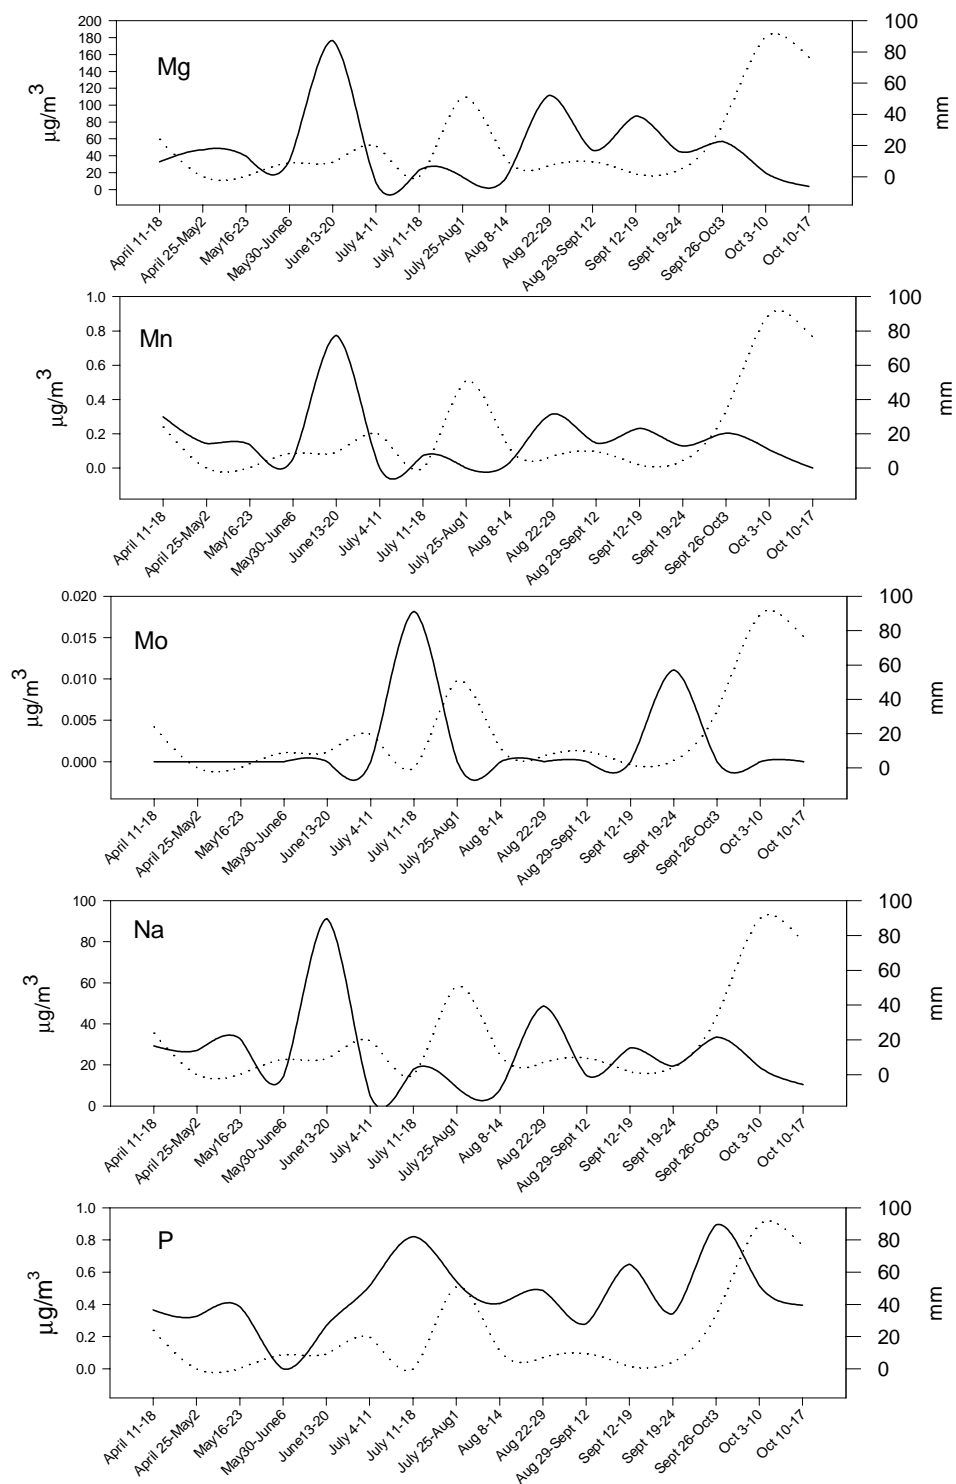 Mg
µg/m3
200
180
160
140
120
100
80
60
40
20
0
100
80
60
40
20
0
mm
April 11-18
April 25-May2
May16-23
May30-June6
June13-20
July 4-11
July 11-18
July 25-Aug1
Aug 8-14
Aug 22-29
Aug 29-Sept 12
Sept 12-19
Sept 19-24
Sept 26-Oct3
Oct 3-10
Oct 10-17
Mn
µg/m3
1.0
0.8
0.6
0.4
0.2
0.0
100
80
60
40
20
0
mm
April 11-18
April 25-May2
May16-23
May30-June6
June13-20
July 4-11
July 11-18
July 25-Aug1
Aug 8-14
Aug 22-29
Aug 29-Sept 12
Sept 12-19
Sept 19-24
Sept 26-Oct3
Oct 3-10
Oct 10-17
Mo
µg/m3
0.020
0.015
0.010
0.005
0.000
100
80
60
40
20
0
mm
April 11-18
April 25-May2
May16-23
May30-June6
June13-20
July 4-11
July 11-18
July 25-Aug1
Aug 8-14
Aug 22-29
Aug 29-Sept 12
Sept 12-19
Sept 19-24
Sept 26-Oct3
Oct 3-10
Oct 10-17
Na
µg/m3
100
80
60
40
20
0
100
80
60
40
20
0
mm
April 11-18
April 25-May2
May16-23
May30-June6
June13-20
July 4-11
July 11-18
July 25-Aug1
Aug 8-14
Aug 22-29
Aug 29-Sept 12
Sept 12-19
Sept 19-24
Sept 26-Oct3
Oct 3-10
Oct 10-17
P
µg/m3
1.0
0.8
0.6
0.4
0.2
0.0
100
80
60
40
20
0
mm
April 11-18
April 25-May2
May16-23
May30-June6
June13-20
July 4-11
July 11-18
July 25-Aug1
Aug 8-14
Aug 22-29
Aug 29-Sept 12
Sept 12-19
Sept 19-24
Sept 26-Oct3
Oct 3-10
Oct 10-17